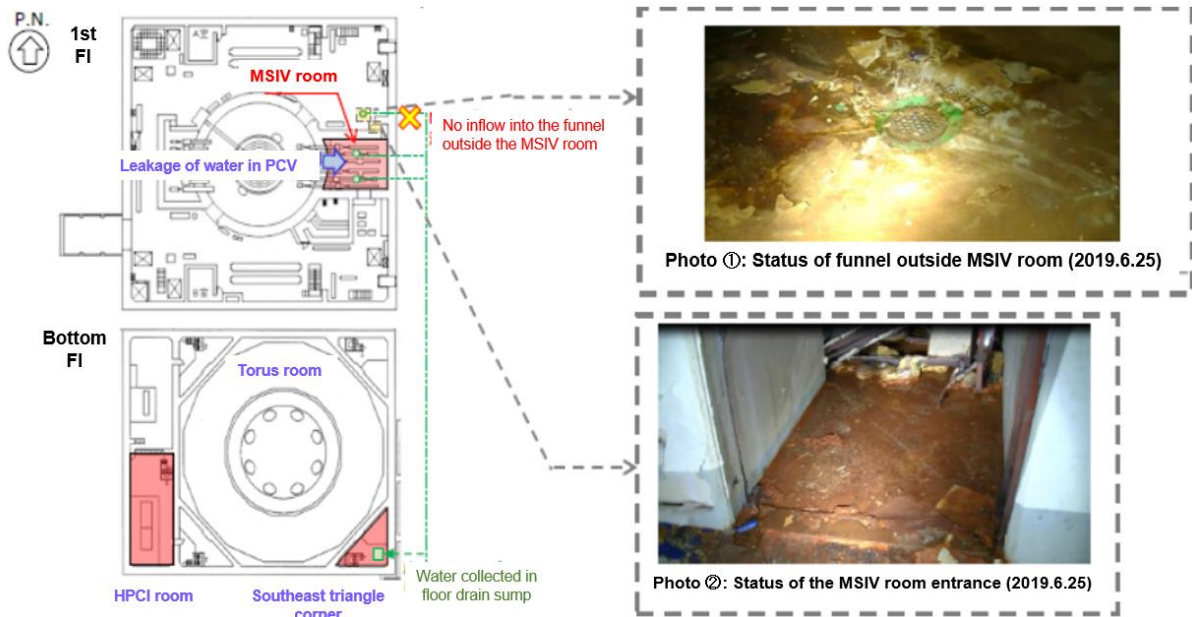 P.N.
1st
Fl
MSIV room
Leakage of water in PCV
No inflow into the funnel
outside the MSIV room
Photo ①: Status of funnel outside MSIV room (2019.6.25)
Bottom
Fl
Torus room
HPCI room
Southeast triangle
corner
Water collected in
floor drain sump
Photo ②: Status of the MSIV room entrance (2019.6.25)